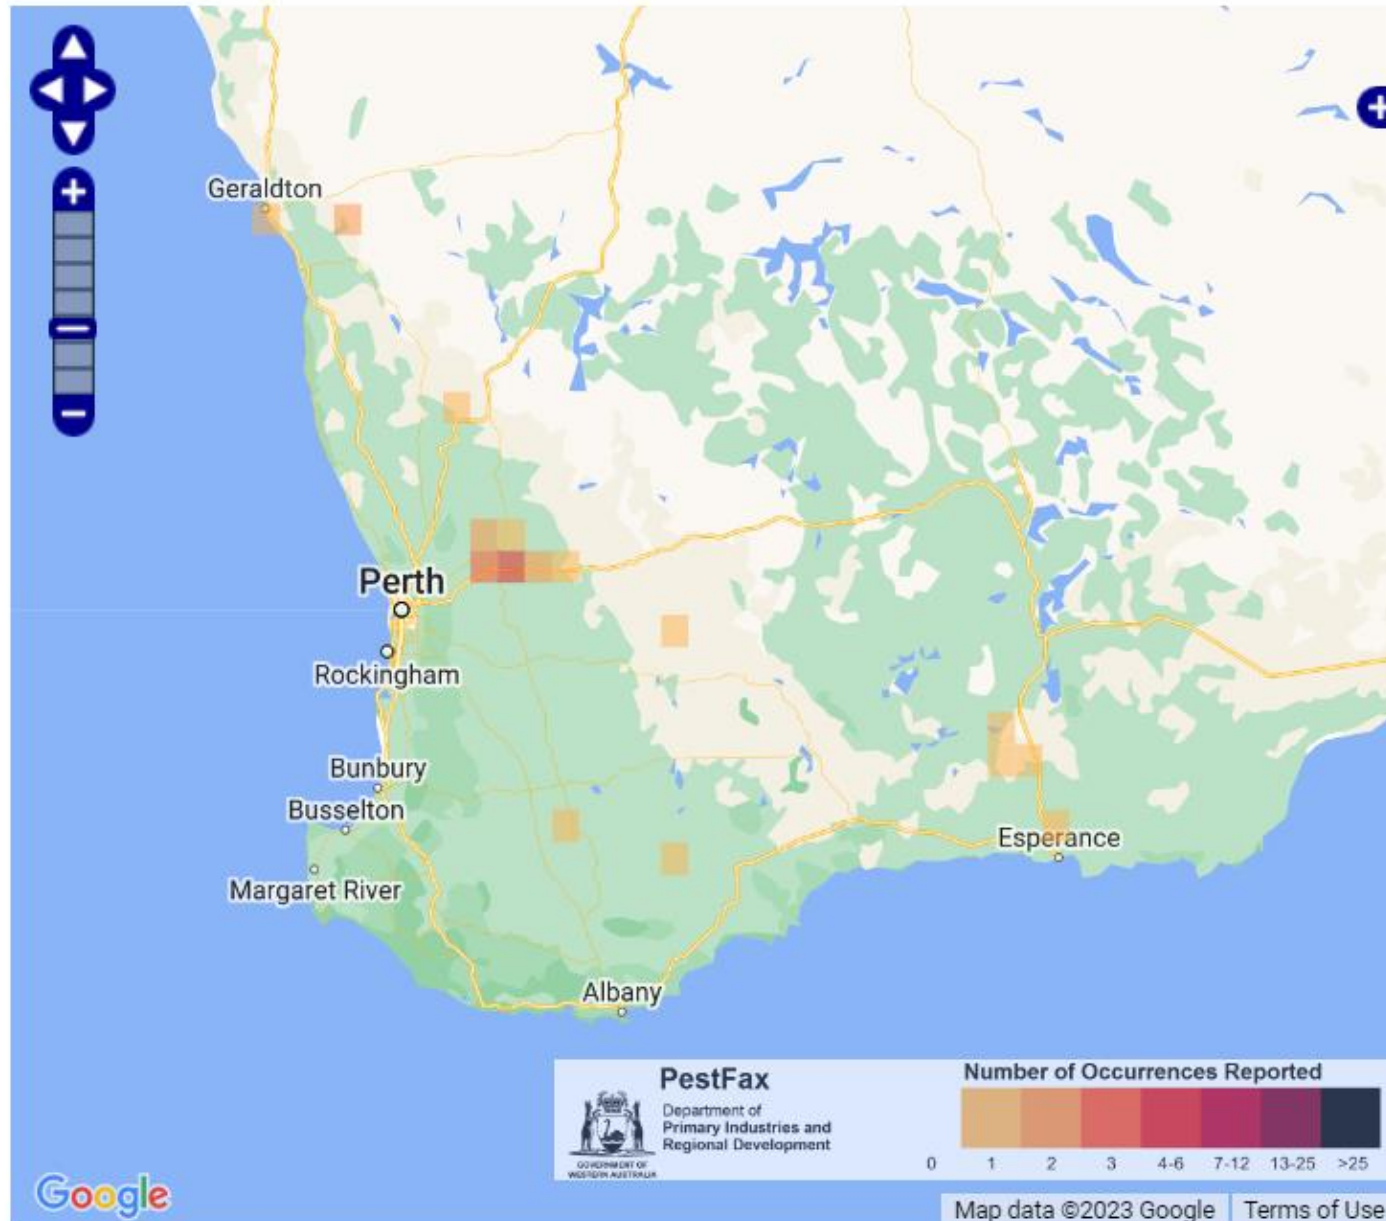 Geraldton
Perth
Rockingham
Bunbury
Busselton
Margaret River
Esperance
Albany
PestFax
Department of
Primary Industries and
Regional Development
GOVERNMENT OF
WESTERN AUSTRALIA
Number of Occurrences Reported
0 1 2 3 4-6 7-12 13-25 >25
Google
Map data ©2023 Google Terms of Use